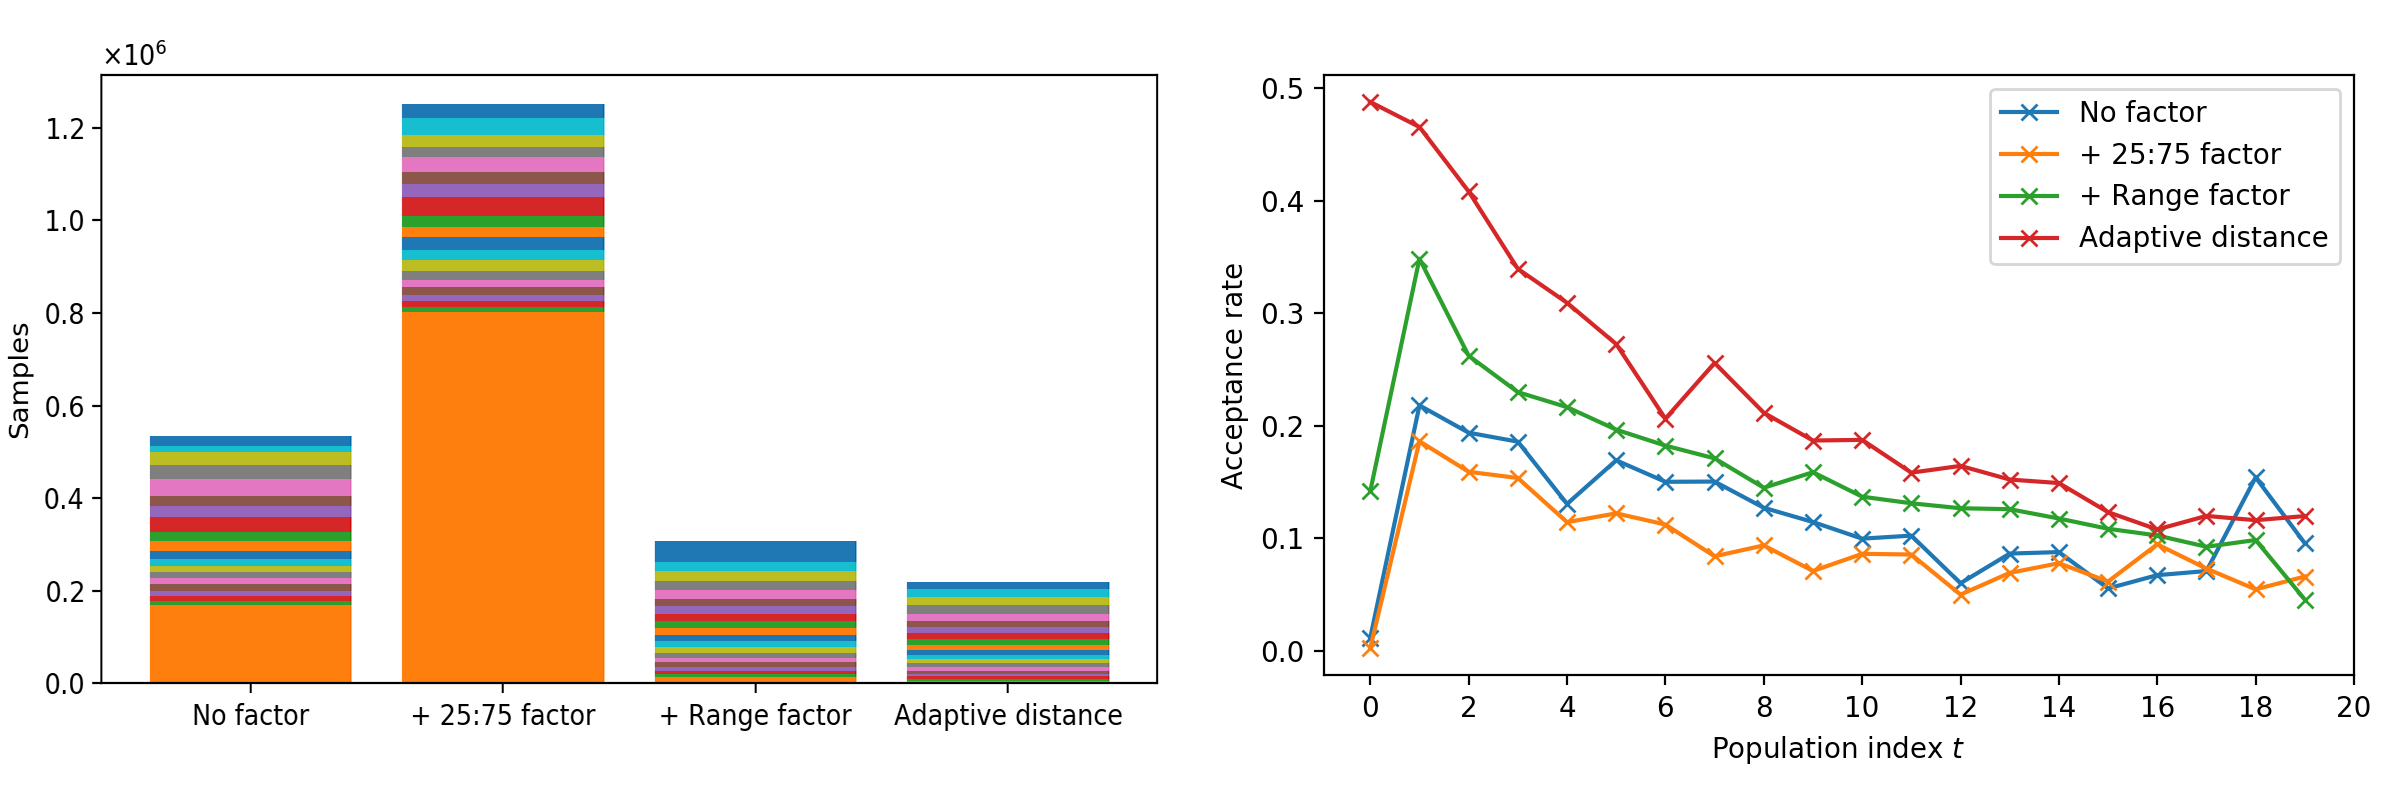 ×10⁶
1.2
1.0
0.8
0.6
0.4
0.2
0.0
Samples
No factor
+ 25:75 factor
+ Range factor
Adaptive distance
0.5
0.4
0.3
0.2
0.1
0.0
Acceptance rate
No factor
+ 25:75 factor
+ Range factor
Adaptive distance
0 2 4 6 8 10 12 14 16 18 20
Population index t